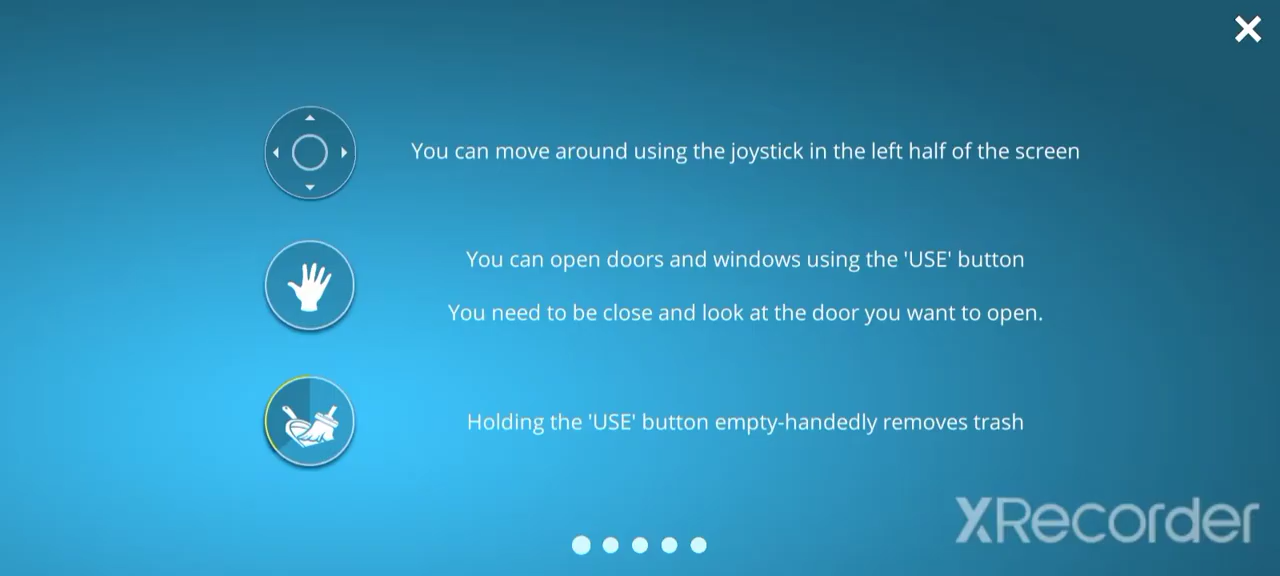 You can move around using the joystick in the left half of the screen
You can open doors and windows using the 'USE' button
You need to be close and look at the door you want to open.
Holding the 'USE' button empty-handedly removes trash
XRecorder